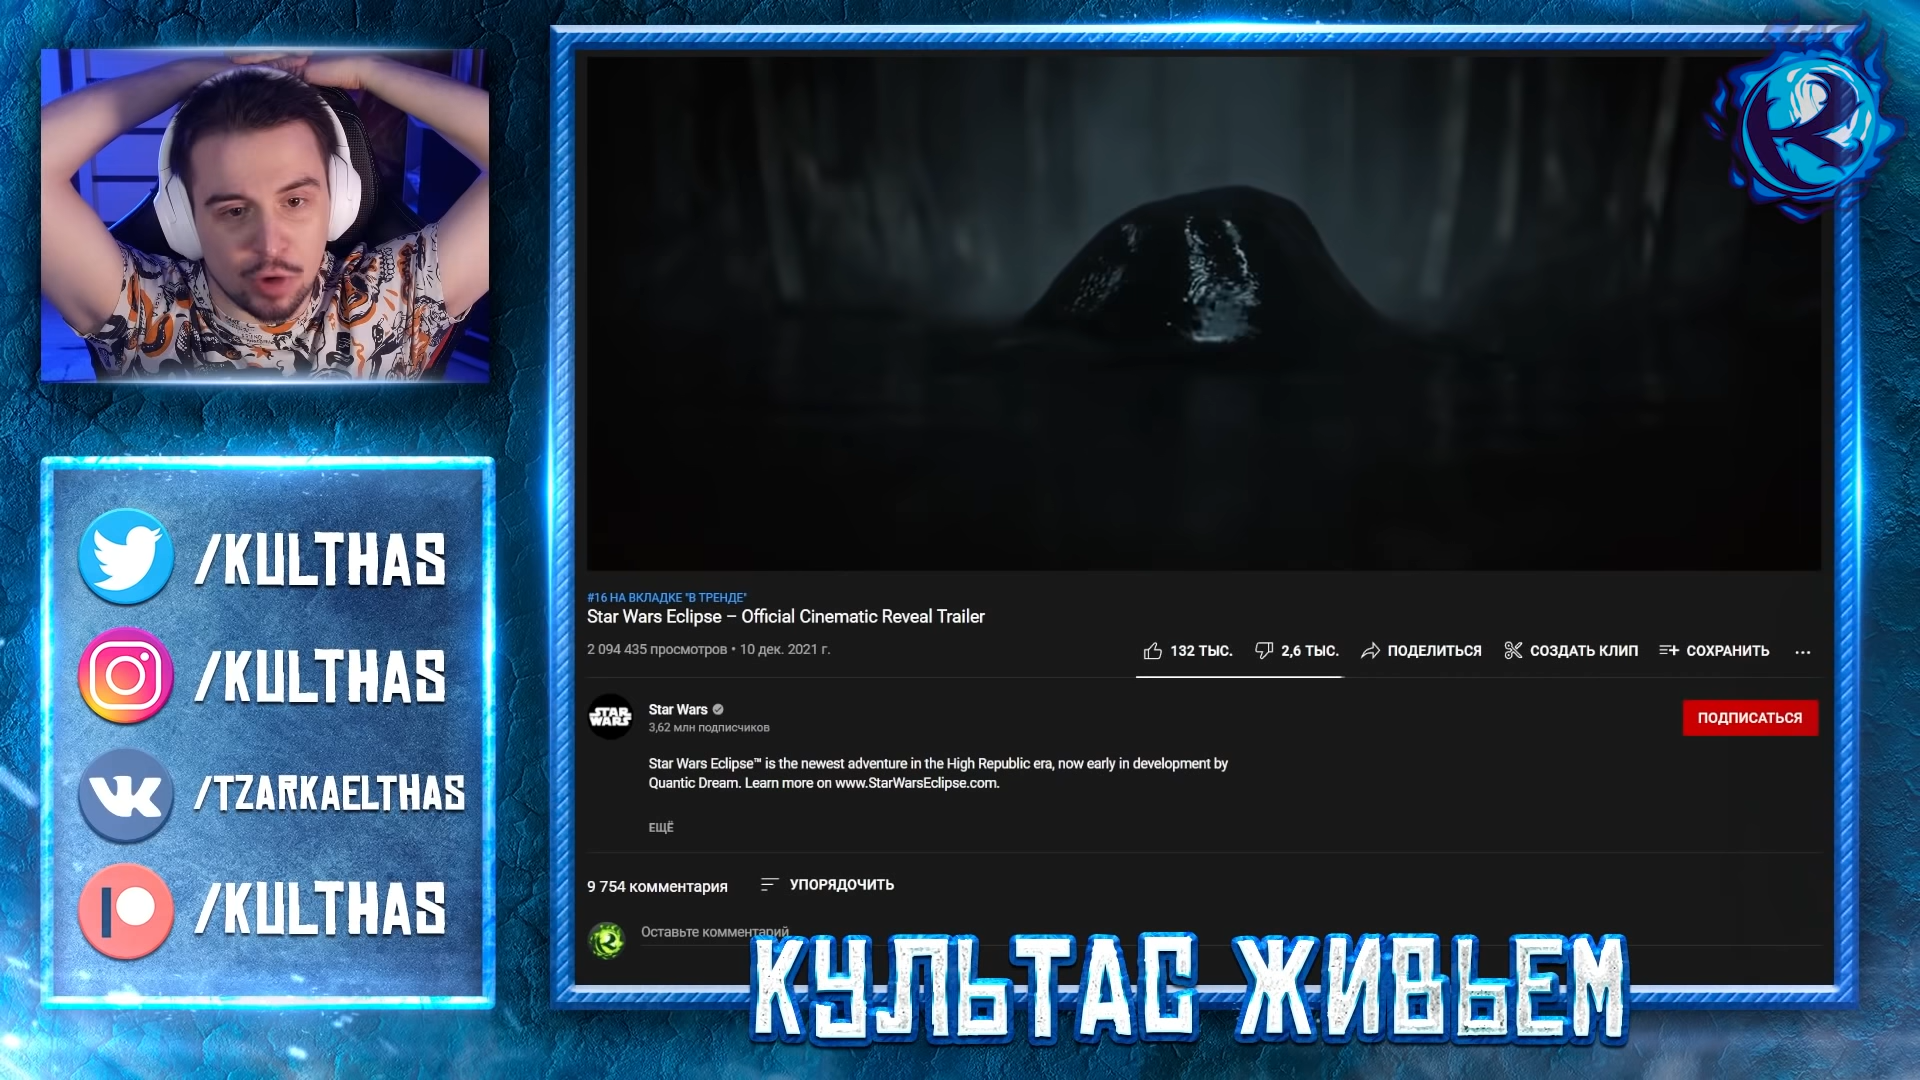 /KULTHAS
/KULTHAS
/TZARKAELTHAS
/KULTHAS
#16 НА ВКЛАДКЕ "В ТРЕНДЕ"
Star Wars Eclipse – Official Cinematic Reveal Trailer
2 094 435 просмотров • 10 дек. 2021 г.
132 ТЫС. 2,6 ТЫС. ПОДЕЛИТЬСЯ СОЗДАТЬ КЛИП СОХРАНИТЬ ...
STAR WARS
Star Wars
3,62 млн подписчиков
ПОДПИСАТЬСЯ
Star Wars Eclipse™ is the newest adventure in the High Republic era, now early in development by
Quantic Dream. Learn more on www.StarWarsEclipse.com.
ЕЩЁ
9 754 комментария УПОРЯДОЧИТЬ
Оставьте комментарий
КУЛЬТАС ЖИВЬЕМ